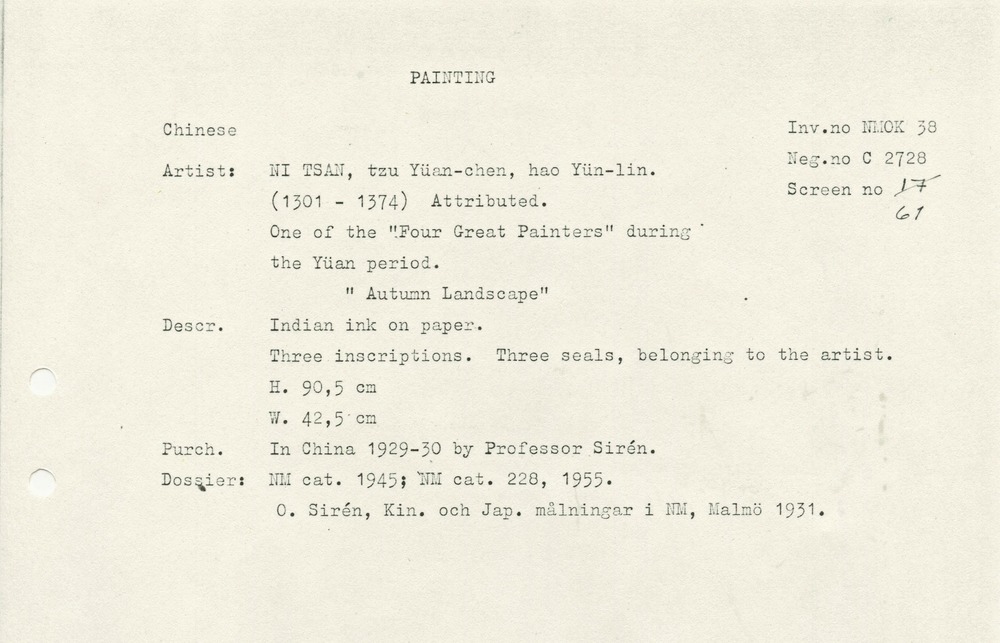 PAINTING
Chinese
Inv.no NMOK 38
Neg.no C 2728
Screen no 17
61
Artist: NI TSAN, tzu Yüan-chen, hao Yün-lin.
(1301 - 1374) Attributed.
One of the "Four Great Painters" during
the Yüan period.
" Autumn Landscape"
Descr. Indian ink on paper.
Three inscriptions. Three seals, belonging to the artist.
H. 90,5 cm
W. 42,5 cm
Purch. In China 1929-30 by Professor Sirén.
Dossier: NM cat. 1945; NM cat. 228, 1955.
O. Sirén, Kin. och Jap. målningar i NM, Malmö 1931.